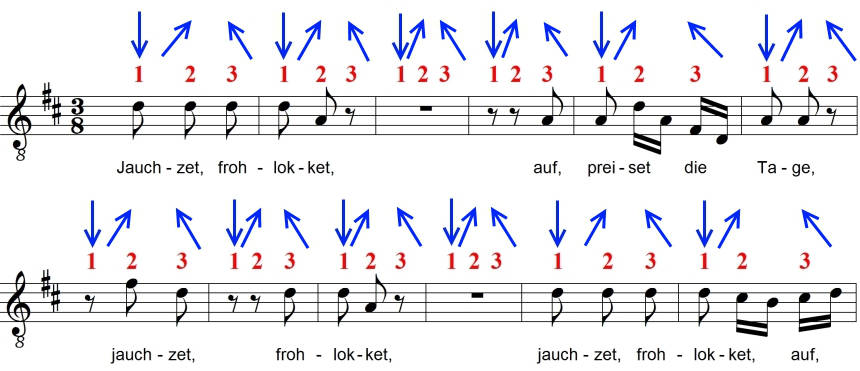 1 2 3 1 2 3 1 2 3 1 2 3 1 2 3 1 2 3
3
8
8
Jauch - zet, froh - lok - ket, auf, prei - set die Ta - ge,
1 2 3 1 2 3 1 2 3 1 2 3 1 2 3 1 2 3
8
jauch - zet, froh - lok - ket, jauch - zet, froh - lok - ket, auf,